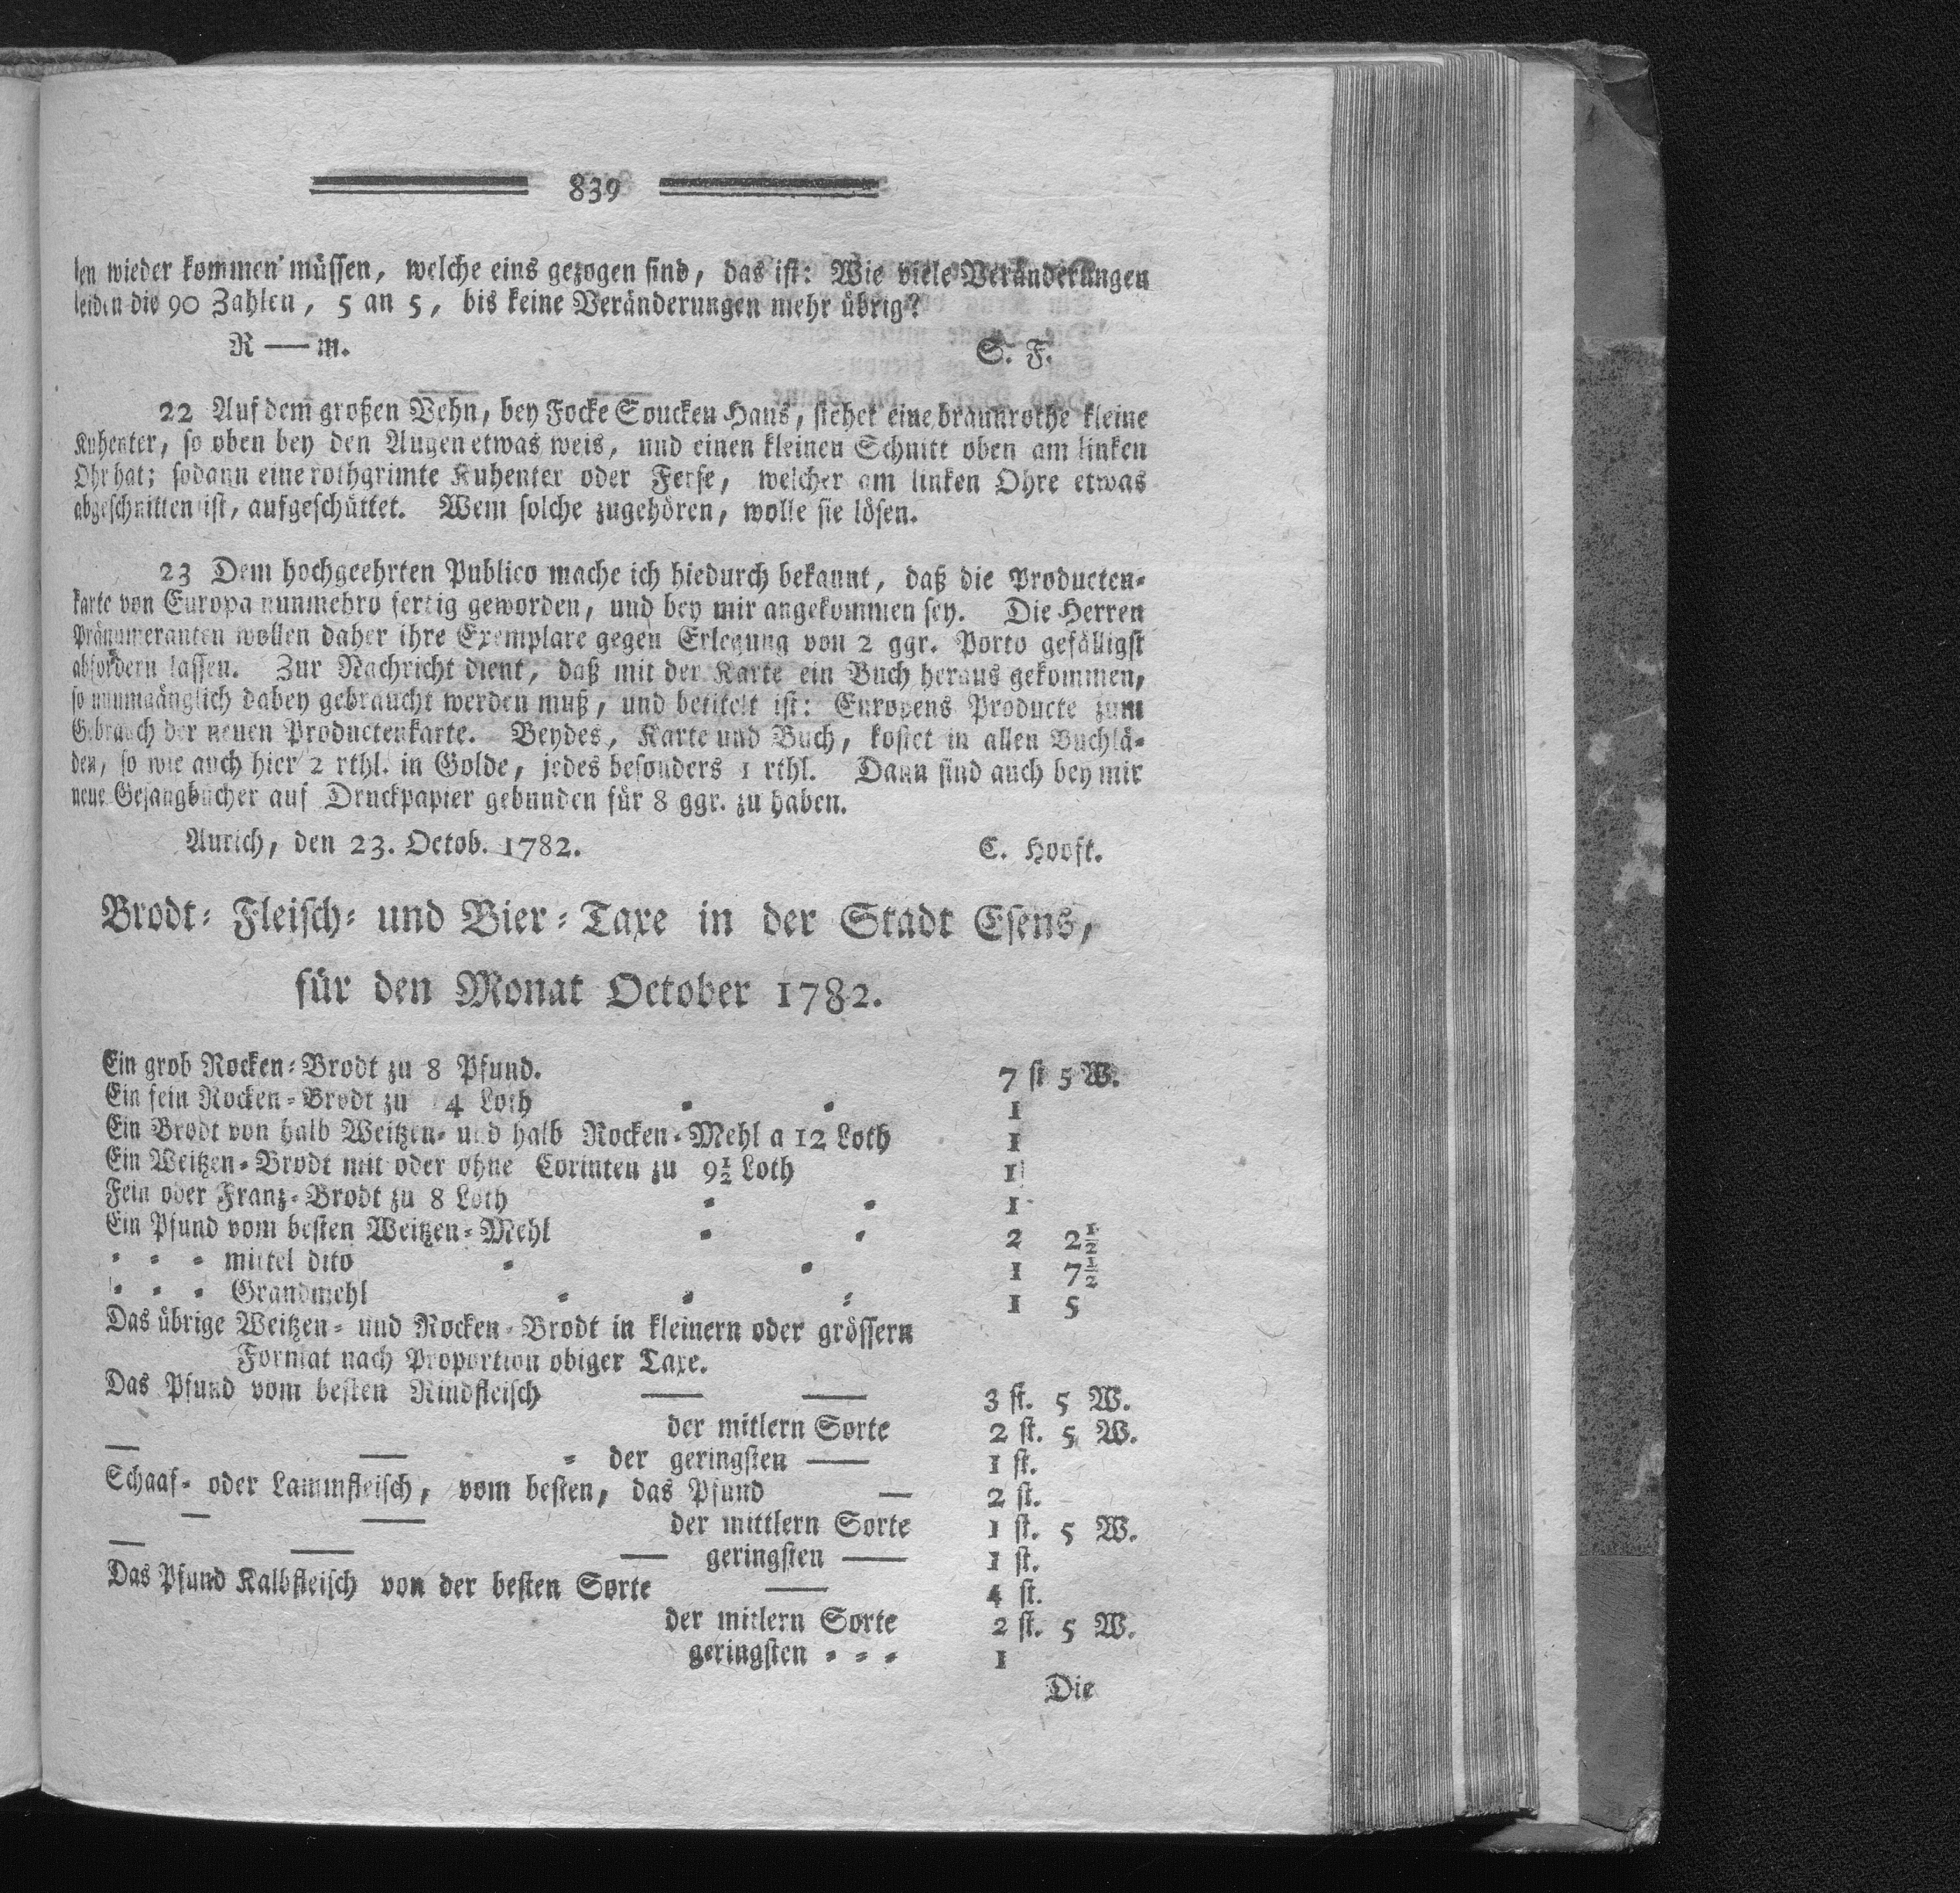 839
len wieder kommen müssen, welche eins gezogen sind, das ist: Wie viele Veränderungen
leiden die 90 Zahlen, 5 an 5, bis keine Veränderungen mehr übrig?
R — m. S. F.
22 Auf dem großen Vehn, bey Focke Soucken Haus, stehet eine braunrothe kleine
Kuhenter, so oben bey den Augen etwas weis, und einen kleinen Schnitt oben am linken
Ohr hat; sodann eine rothgrimte Kuhenter oder Ferse, welcher am linken Ohre etwas
abgeschnitten ist, aufgeschüttet. Wem solche zugehören, wolle sie lösen.
23 Dem hochgeehrten Publico mache ich hiedurch bekannt, daß die Producten-
karte von Europa nunmehro fertig geworden, und bey mir angekommen sey. Die Herren
Pränumeranten wollen daher ihre Exemplare gegen Erlegung von 2 ggr. Porto gefälligst
abfordern lassen. Zur Nachricht dient, daß mit der Karte ein Buch heraus gekommen,
so unumgänglich dabey gebraucht werden muß, und betitelt ist: Europens Producte zum
Gebrauch der neuen Productenkarte. Beydes, Karte und Buch, kostet in allen Buchlä-
den, so wie auch hier 2 rthl. in Golde, jedes besonders 1 rthl. Dann sind auch bey mir
neue Gesangbücher auf Druckpapier gebunden für 8 ggr. zu haben.
Aurich, den 23. Octob. 1782. C. Hooft.
Brodt- Fleisch- und Bier-Taxe in der Stadt Esens,
für den Monat October 1782.
Ein grob Rocken-Brodt zu 8 Pfund. 7 st 5 W.
Ein fein Rocken-Brodt zu 4 Loth - - 1
Ein Brodt von halb Weitzen- und halb Rocken-Mehl a 12 Loth 1
Ein Weitzen-Brodt mit oder ohne Corinten zu 9½ Loth 1
Fein oder Franz-Brodt zu 8 Loth - - 1
Ein Pfund vom besten Weitzen-Mehl - - 2 2½
- - - mittel dito - - 1 7½
- - - Grandmehl - - - 1 5
Das übrige Weitzen- und Rocken-Brodt in kleinern oder grössern
Format nach Proportion obiger Taxe.
Das Pfund vom besten Rindfleisch — — 3 st. 5 W.
der mitlern Sorte 2 st. 5 W.
— — - der geringsten — 1 st.
Schaaf- oder Lammfleisch, vom besten, das Pfund — 2 st.
— — der mittlern Sorte 1 st. 5 W.
— — — geringsten — 1 st.
Das Pfund Kalbfleisch von der besten Sorte — 4 st.
der mitlern Sorte 2 st. 5 W.
geringsten - - - 1
Die